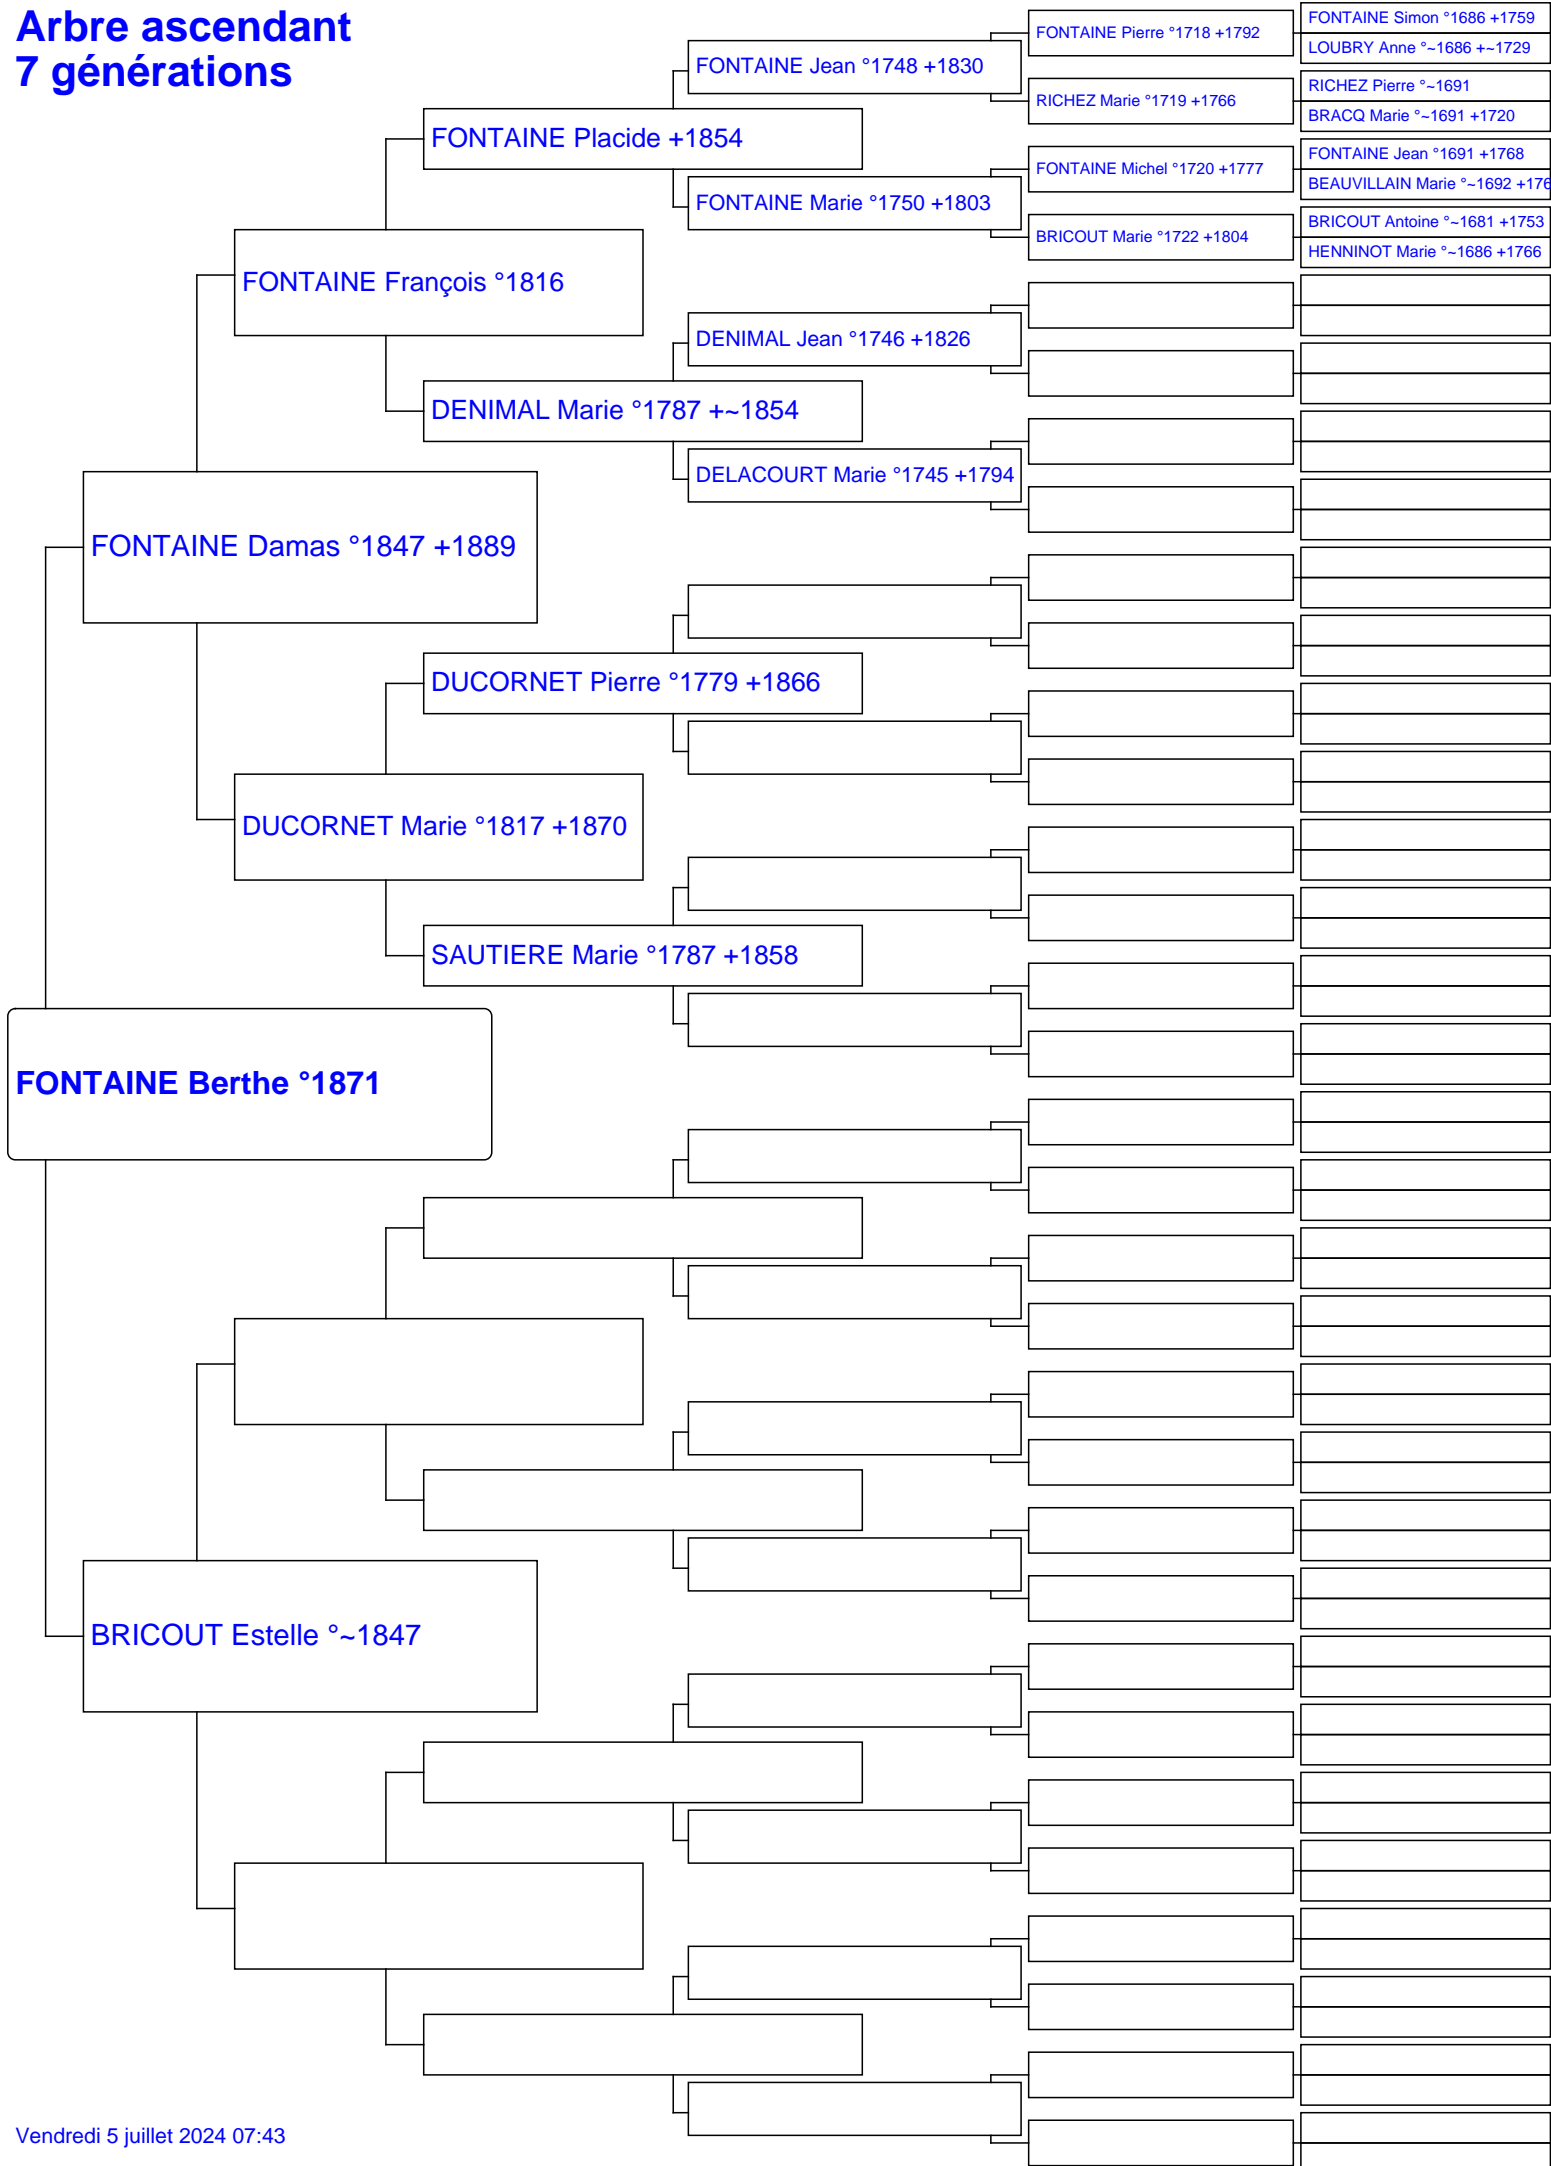 Arbre ascendant
7 générations
FONTAINE Berthe °1871
FONTAINE Damas °1847 +1889
BRICOUT Estelle °~1847
FONTAINE François °1816
DUCORNET Marie °1817 +1870
FONTAINE Placide +1854
DENIMAL Marie °1787 +~1854
DUCORNET Pierre °1779 +1866
SAUTIERE Marie °1787 +1858
FONTAINE Jean °1748 +1830
FONTAINE Marie °1750 +1803
DENIMAL Jean °1746 +1826
DELACOURT Marie °1745 +1794
FONTAINE Pierre °1718 +1792
RICHEZ Marie °1719 +1766
FONTAINE Michel °1720 +1777
BRICOUT Marie °1722 +1804
FONTAINE Simon °1686 +1759
LOUBRY Anne °~1686 +~1729
RICHEZ Pierre °~1691
BRACQ Marie °~1691 +1720
FONTAINE Jean °1691 +1768
BEAUVILLAIN Marie °~1692 +176
BRICOUT Antoine °~1681 +1753
HENNINOT Marie °~1686 +1766
Vendredi 5 juillet 2024 07:43